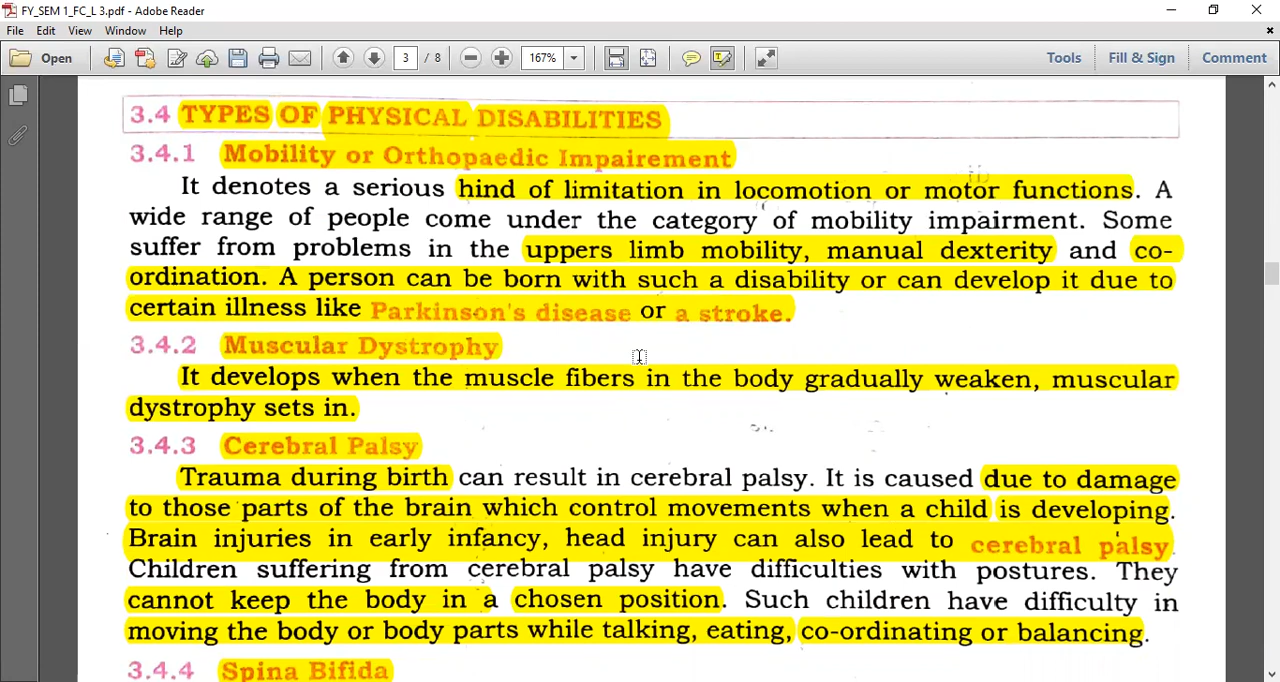 FY_SEM 1_FC_L 3.pdf - Adobe Reader
File Edit View Window Help
Open 3 / 8 167% Tools Fill & Sign Comment
3.4 TYPES OF PHYSICAL DISABILITIES
3.4.1 Mobility or Orthopaedic Impairement
It denotes a serious hind of limitation in locomotion or motor functions. A
wide range of people come under the category of mobility impairment. Some
suffer from problems in the uppers limb mobility, manual dexterity and co-
ordination. A person can be born with such a disability or can develop it due to
certain illness like Parkinson's disease or a stroke.
3.4.2 Muscular Dystrophy
It develops when the muscle fibers in the body gradually weaken, muscular
dystrophy sets in.
3.4.3 Cerebral Palsy
Trauma during birth can result in cerebral palsy. It is caused due to damage
to those parts of the brain which control movements when a child is developing.
Brain injuries in early infancy, head injury can also lead to cerebral palsy.
Children suffering from cerebral palsy have difficulties with postures. They
cannot keep the body in a chosen position. Such children have difficulty in
moving the body or body parts while talking, eating, co-ordinating or balancing.
3.4.4 Spina Bifida